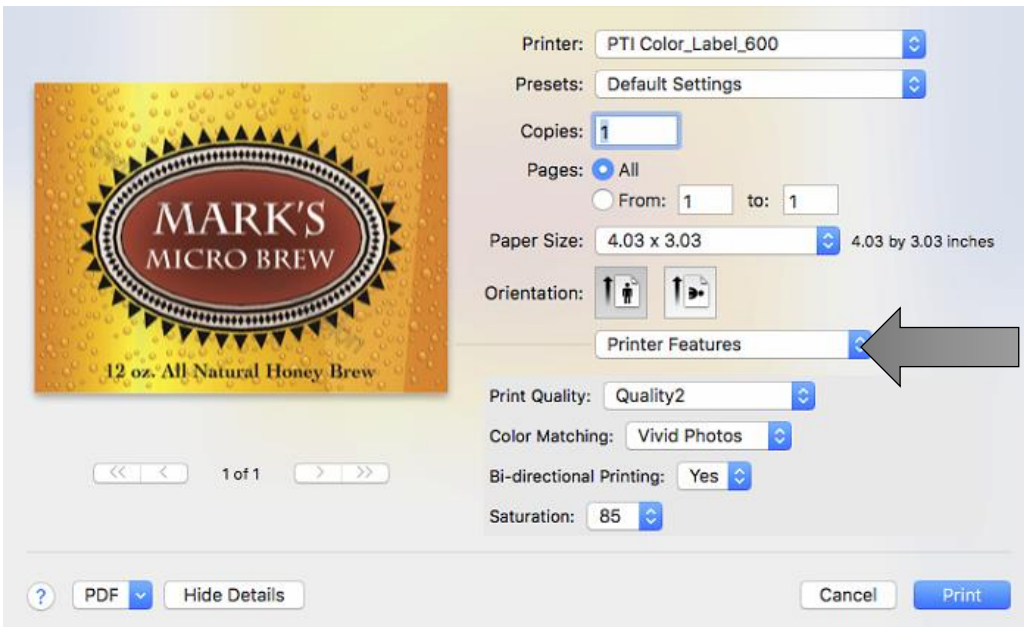 Printer: PTI Color_Label_600
Presets: Default Settings
Copies: 1
Pages: All
From: 1 to: 1
Paper Size: 4.03 x 3.03 4.03 by 3.03 inches
Orientation:
Printer Features
Print Quality: Quality2
Color Matching: Vivid Photos
Bi-directional Printing: Yes
Saturation: 85
MARK'S
MICRO BREW
12 oz. All Natural Honey Brew
<< < 1 of 1 > >>
? PDF Hide Details Cancel Print